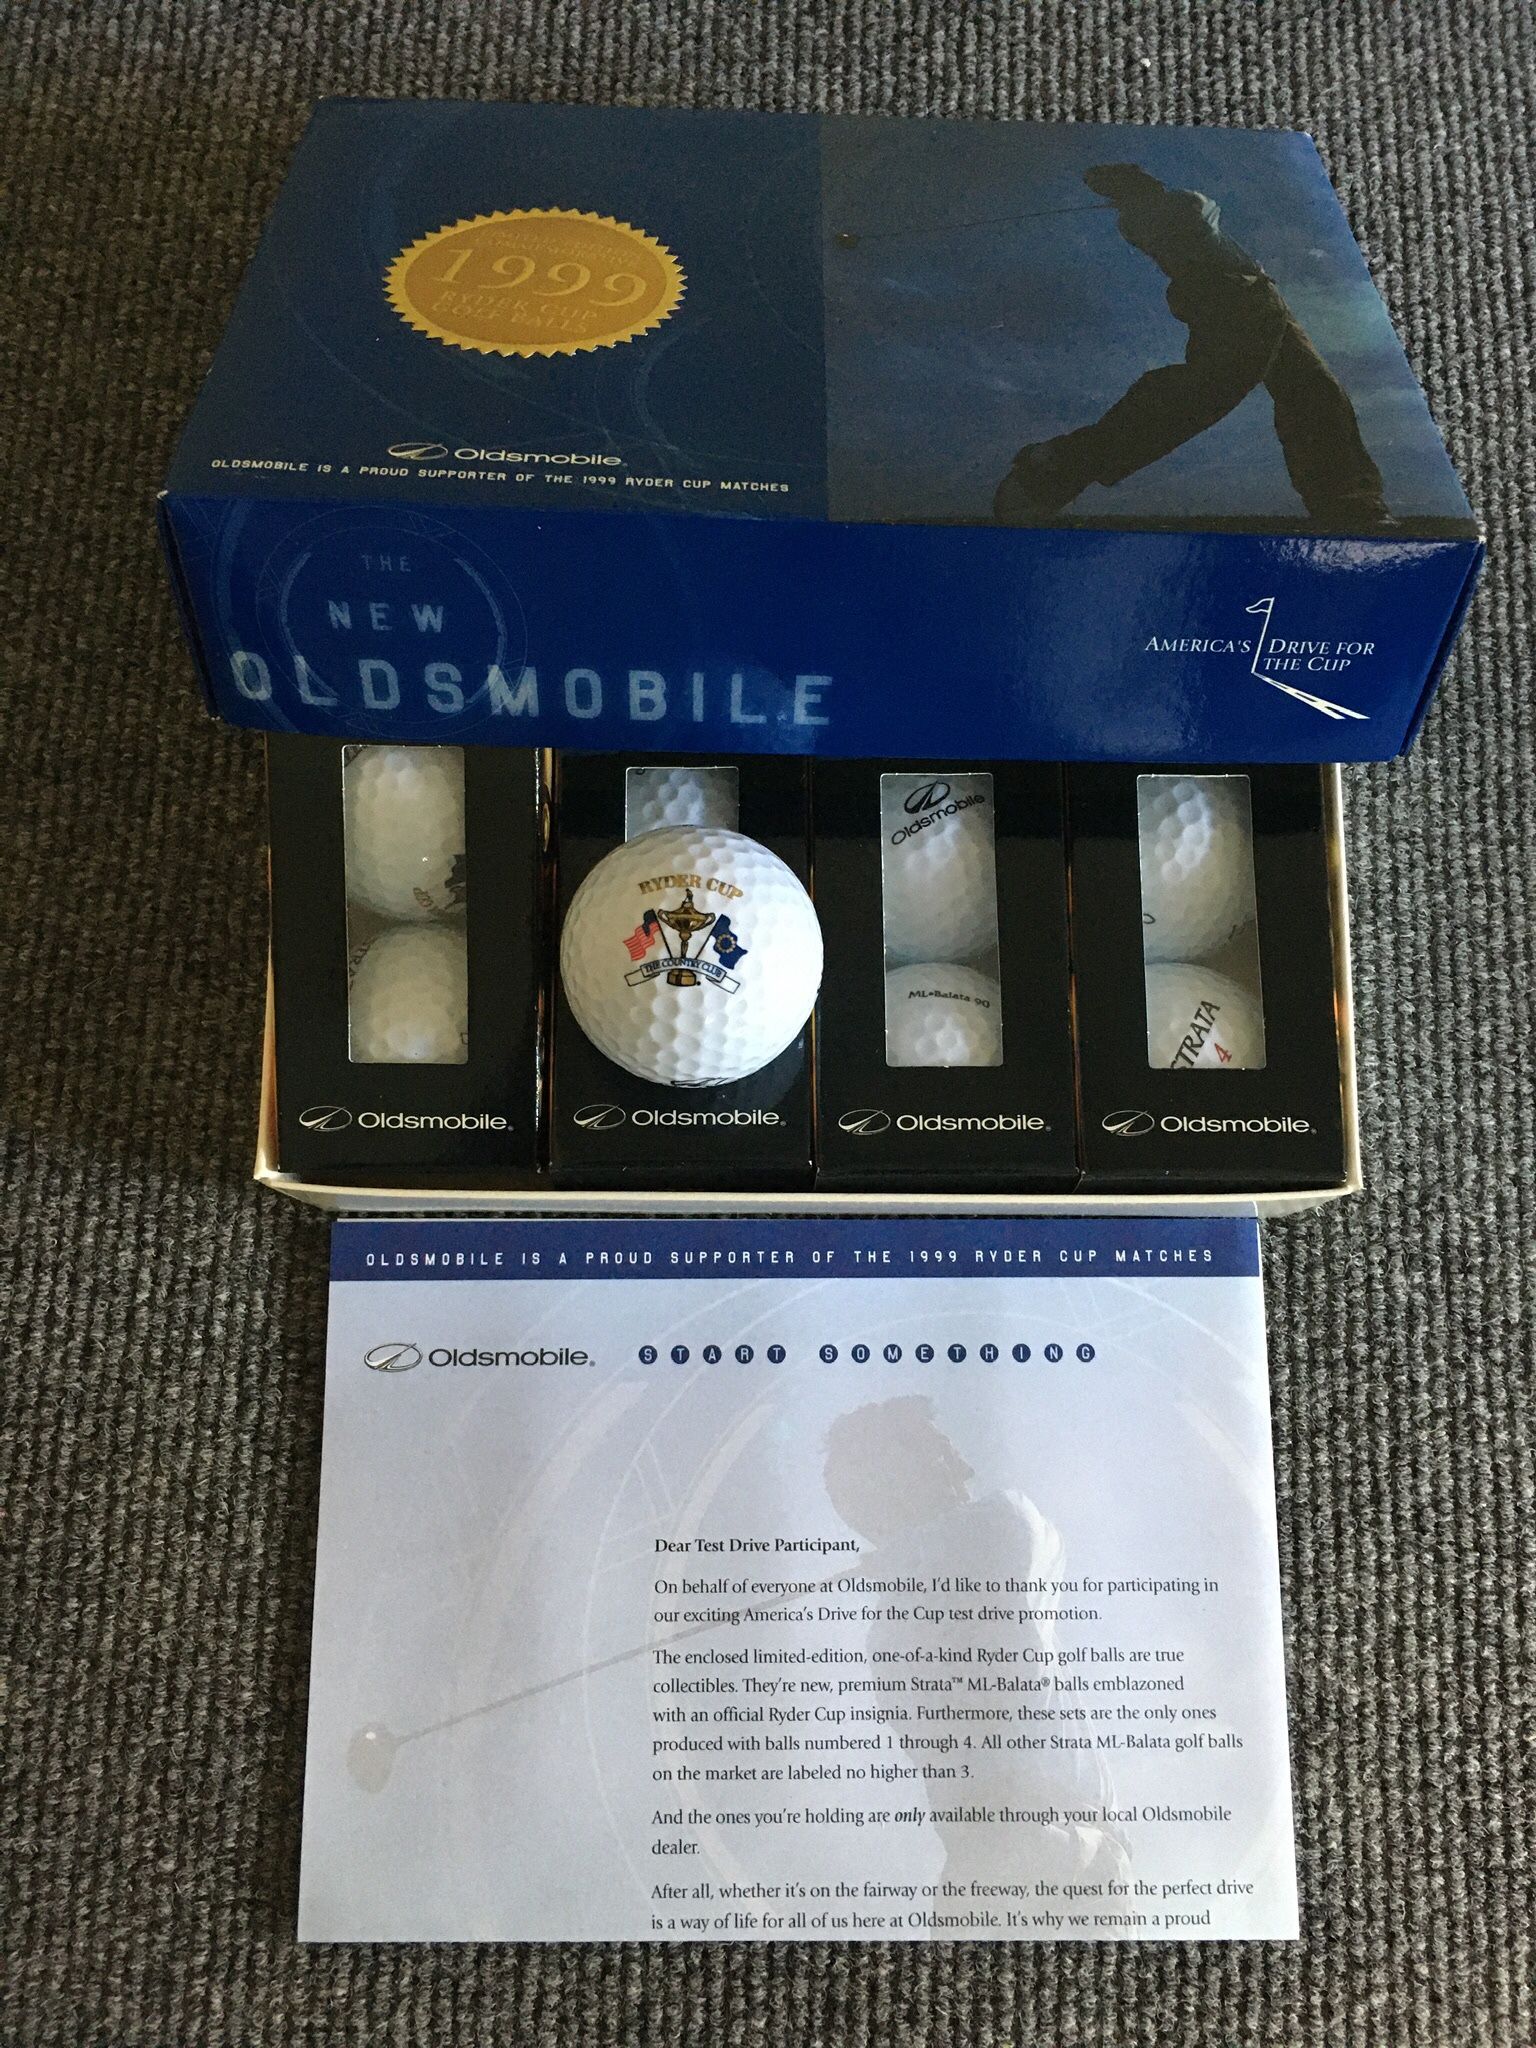 1999
RYDER CUP
GOLF BALL
Oldsmobile®
OLDSMOBILE IS A PROUD SUPPORTER OF THE 1999 RYDER CUP MATCHES
THE
NEW
OLDSMOBILE
AMERICA'S DRIVE FOR
THE CUP
Oldsmobile
RYDER CUP
THE COUNTRY CLUB
ML•Balata 90
STRATA
4
Oldsmobile®
Oldsmobile®
Oldsmobile®
Oldsmobile®
OLDSMOBILE IS A PROUD SUPPORTER OF THE 1999 RYDER CUP MATCHES
Oldsmobile® START SOMETHING
Dear Test Drive Participant,
On behalf of everyone at Oldsmobile, I'd like to thank you for participating in
our exciting America's Drive for the Cup test drive promotion.
The enclosed limited-edition, one-of-a-kind Ryder Cup golf balls are true
collectibles. They're new, premium Strata™ ML-Balata® balls emblazoned
with an official Ryder Cup insignia. Furthermore, these sets are the only ones
produced with balls numbered 1 through 4. All other Strata ML-Balata golf balls
on the market are labeled no higher than 3.
And the ones you're holding are only available through your local Oldsmobile
dealer.
After all, whether it's on the fairway or the freeway, the quest for the perfect drive
is a way of life for all of us here at Oldsmobile. It's why we remain a proud